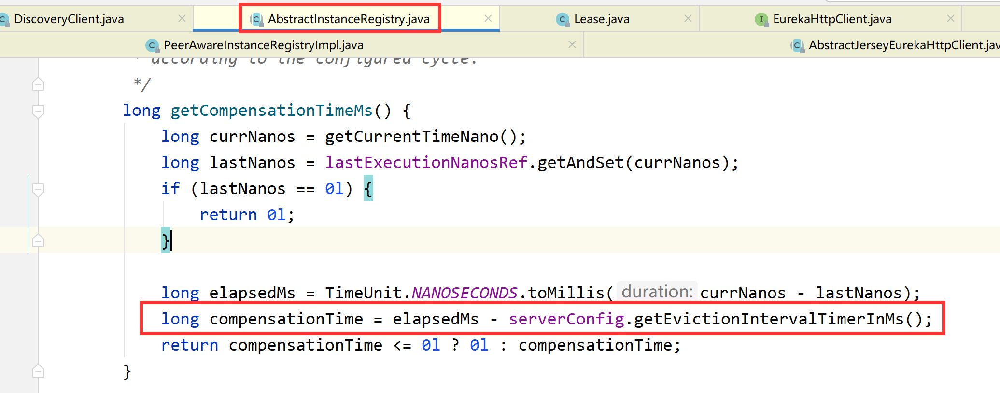 DiscoveryClient.java AbstractInstanceRegistry.java Lease.java EurekaHttpClient.java
PeerAwareInstanceRegistryImpl.java AbstractJerseyEurekaHttpClient.jav
* according to the configured cycle.
*/
long getCompensationTimeMs() {
long currNanos = getCurrentTimeNano();
long lastNanos = lastExecutionNanosRef.getAndSet(currNanos);
if (lastNanos == 0l) {
return 0l;
}
long elapsedMs = TimeUnit.NANOSECONDS.toMillis( duration: currNanos - lastNanos);
long compensationTime = elapsedMs - serverConfig.getEvictionIntervalTimerInMs();
return compensationTime <= 0l ? 0l : compensationTime;
}